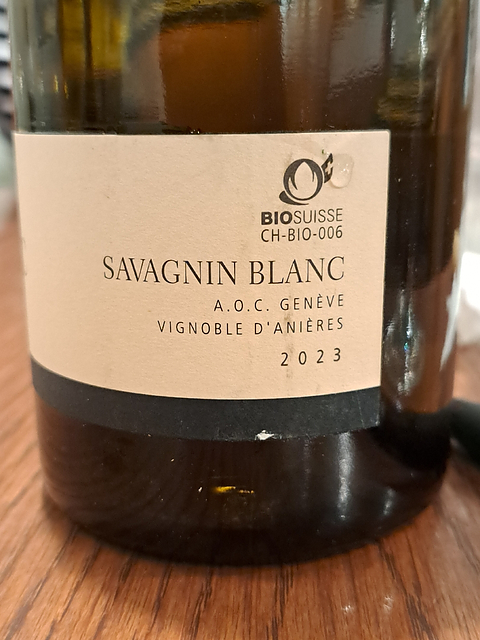 BIOSUISSE
CH-BIO-006
SAVAGNIN BLANC
A.O.C. GENÈVE
VIGNOBLE D'ANIÈRES
2023